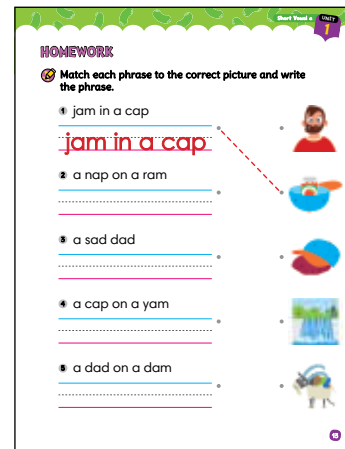 Short Vowel a
UNIT
1
HOMEWORK
Match each phrase to the correct picture and write
the phrase.
1 jam in a cap
jam in a cap
2 a nap on a ram
3 a sad dad
4 a cap on a yam
5 a dad on a dam
15